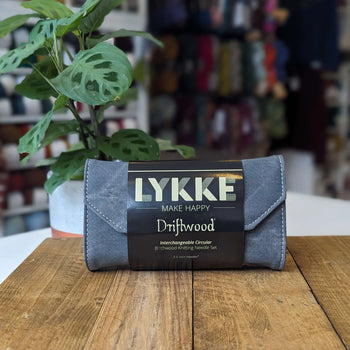 LYKKE
MAKE HAPPY
Driftwood
Interchangeable Circular
Birchwood Knitting Needle Set